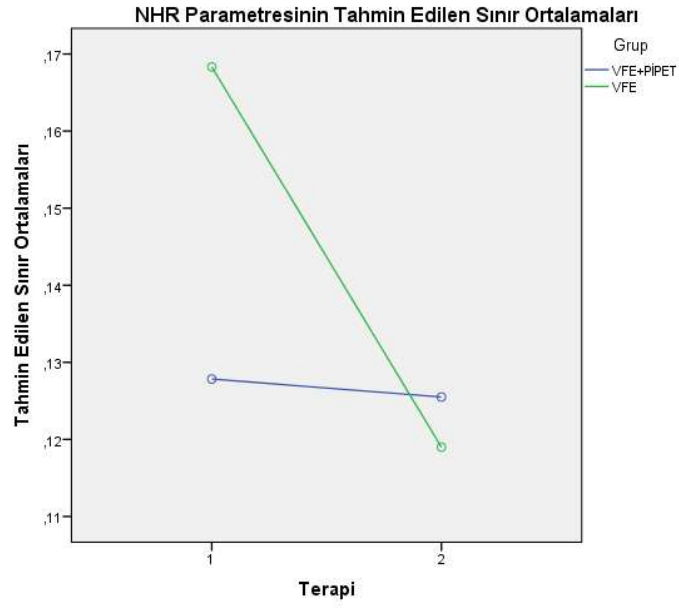 NHR Parametresinin Tahmin Edilen Sınır Ortalamaları
Grup
VFE+PİPET
VFE
Tahmin Edilen Sınır Ortalamaları
,17
,16
,15
,14
,13
,12
,11
1
2
Terapi